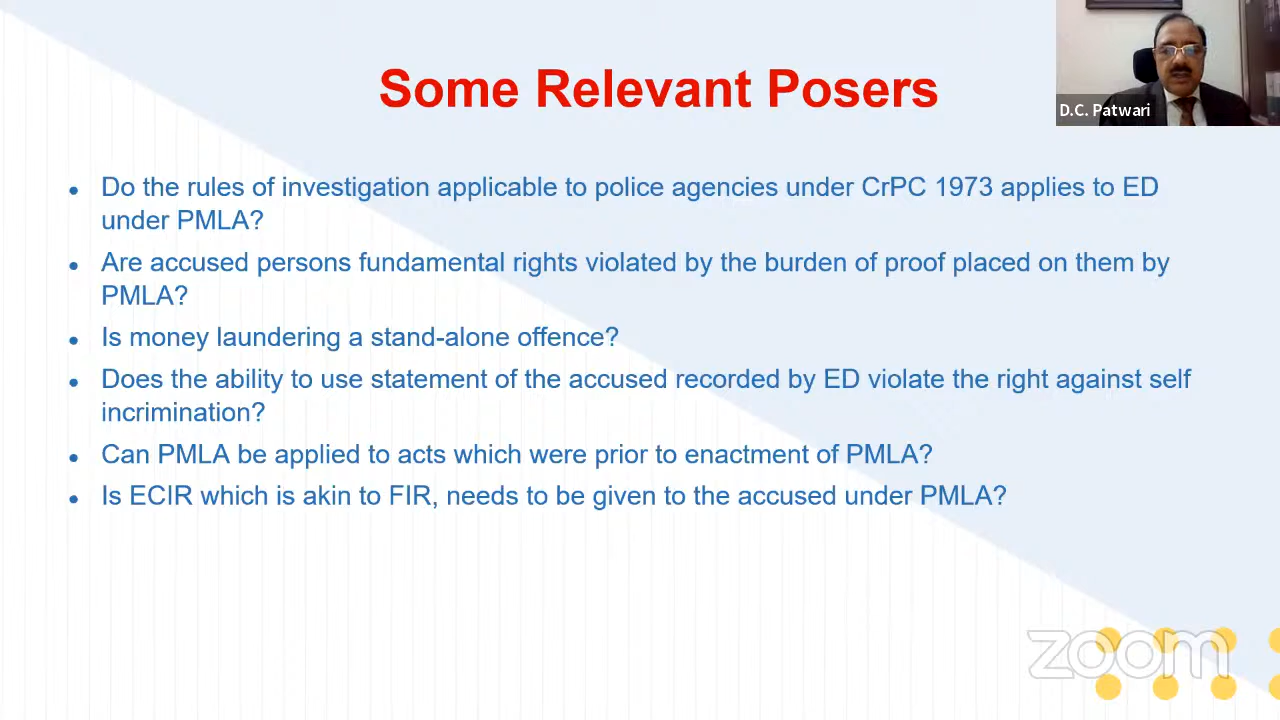 Some Relevant Posers
D.C. Patwari
• Do the rules of investigation applicable to police agencies under CrPC 1973 applies to ED
under PMLA?
• Are accused persons fundamental rights violated by the burden of proof placed on them by
PMLA?
• Is money laundering a stand-alone offence?
• Does the ability to use statement of the accused recorded by ED violate the right against self
incrimination?
• Can PMLA be applied to acts which were prior to enactment of PMLA?
• Is ECIR which is akin to FIR, needs to be given to the accused under PMLA?
zoom